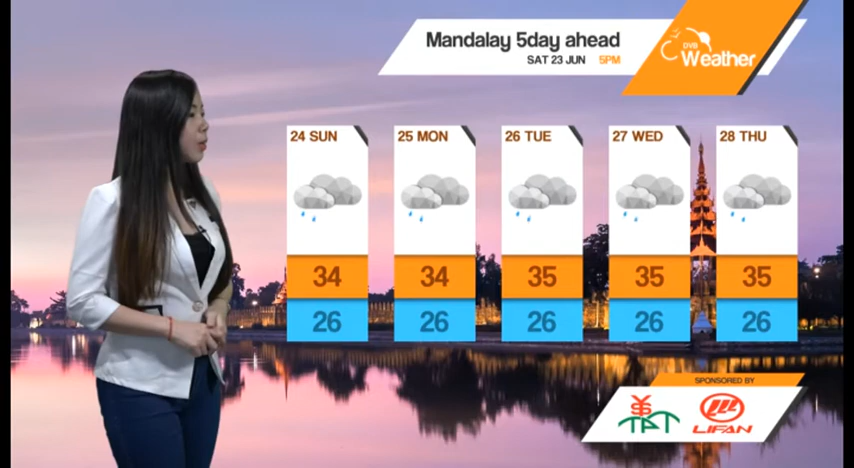 Mandalay 5day ahead
SAT 23 JUN 5PM
DVB
Weather
24 SUN
34
26
25 MON
34
26
26 TUE
35
26
27 WED
35
26
28 THU
35
26
SPONSORED BY
TPT
LIFAN